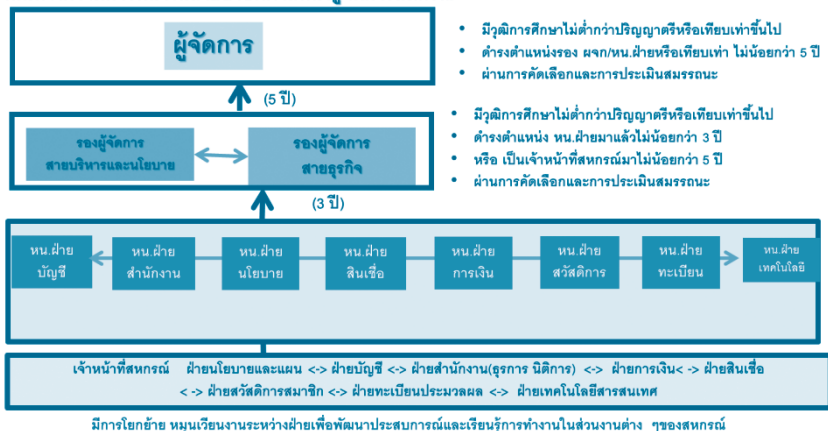 ผู้จัดการ
• มีวุฒิการศึกษาไม่ต่ำกว่าปริญญาตรีหรือเทียบเท่าขึ้นไป
• ดำรงตำแหน่งรอง ผจก/หน.ฝ่ายหรือเทียบเท่า ไม่น้อยกว่า 5 ปี
• ผ่านการคัดเลือกและการประเมินสมรรถนะ
(5 ปี)
รองผู้จัดการ
สายบริหารและนโยบาย
รองผู้จัดการ
สายธุรกิจ
• มีวุฒิการศึกษาไม่ต่ำกว่าปริญญาตรีหรือเทียบเท่าขึ้นไป
• ดำรงตำแหน่ง หน.ฝ่ายมาแล้วไม่น้อยกว่า 3 ปี
• หรือ เป็นเจ้าหน้าที่สหกรณ์มาไม่น้อยกว่า 5 ปี
• ผ่านการคัดเลือกและการประเมินสมรรถนะ
(3 ปี)
หน.ฝ่าย
บัญชี
หน.ฝ่าย
สำนักงาน
หน.ฝ่าย
นโยบาย
หน.ฝ่าย
สินเชื่อ
หน.ฝ่าย
การเงิน
หน.ฝ่าย
สวัสดิการ
หน.ฝ่าย
ทะเบียน
หน.ฝ่าย
เทคโนโลยี
เจ้าหน้าที่สหกรณ์ ฝ่ายนโยบายและแผน <-> ฝ่ายบัญชี <-> ฝ่ายสำนักงาน(ธุรการ นิติการ) <-> ฝ่ายการเงิน< -> ฝ่ายสินเชื่อ
< -> ฝ่ายสวัสดิการสมาชิก <-> ฝ่ายทะเบียนประมวลผล <-> ฝ่ายเทคโนโลยีสารสนเทศ
มีการโยกย้าย หมุนเวียนงานระหว่างฝ่ายเพื่อพัฒนาประสบการณ์และเรียนรู้การทำงานในส่วนงานต่าง ๆของสหกรณ์